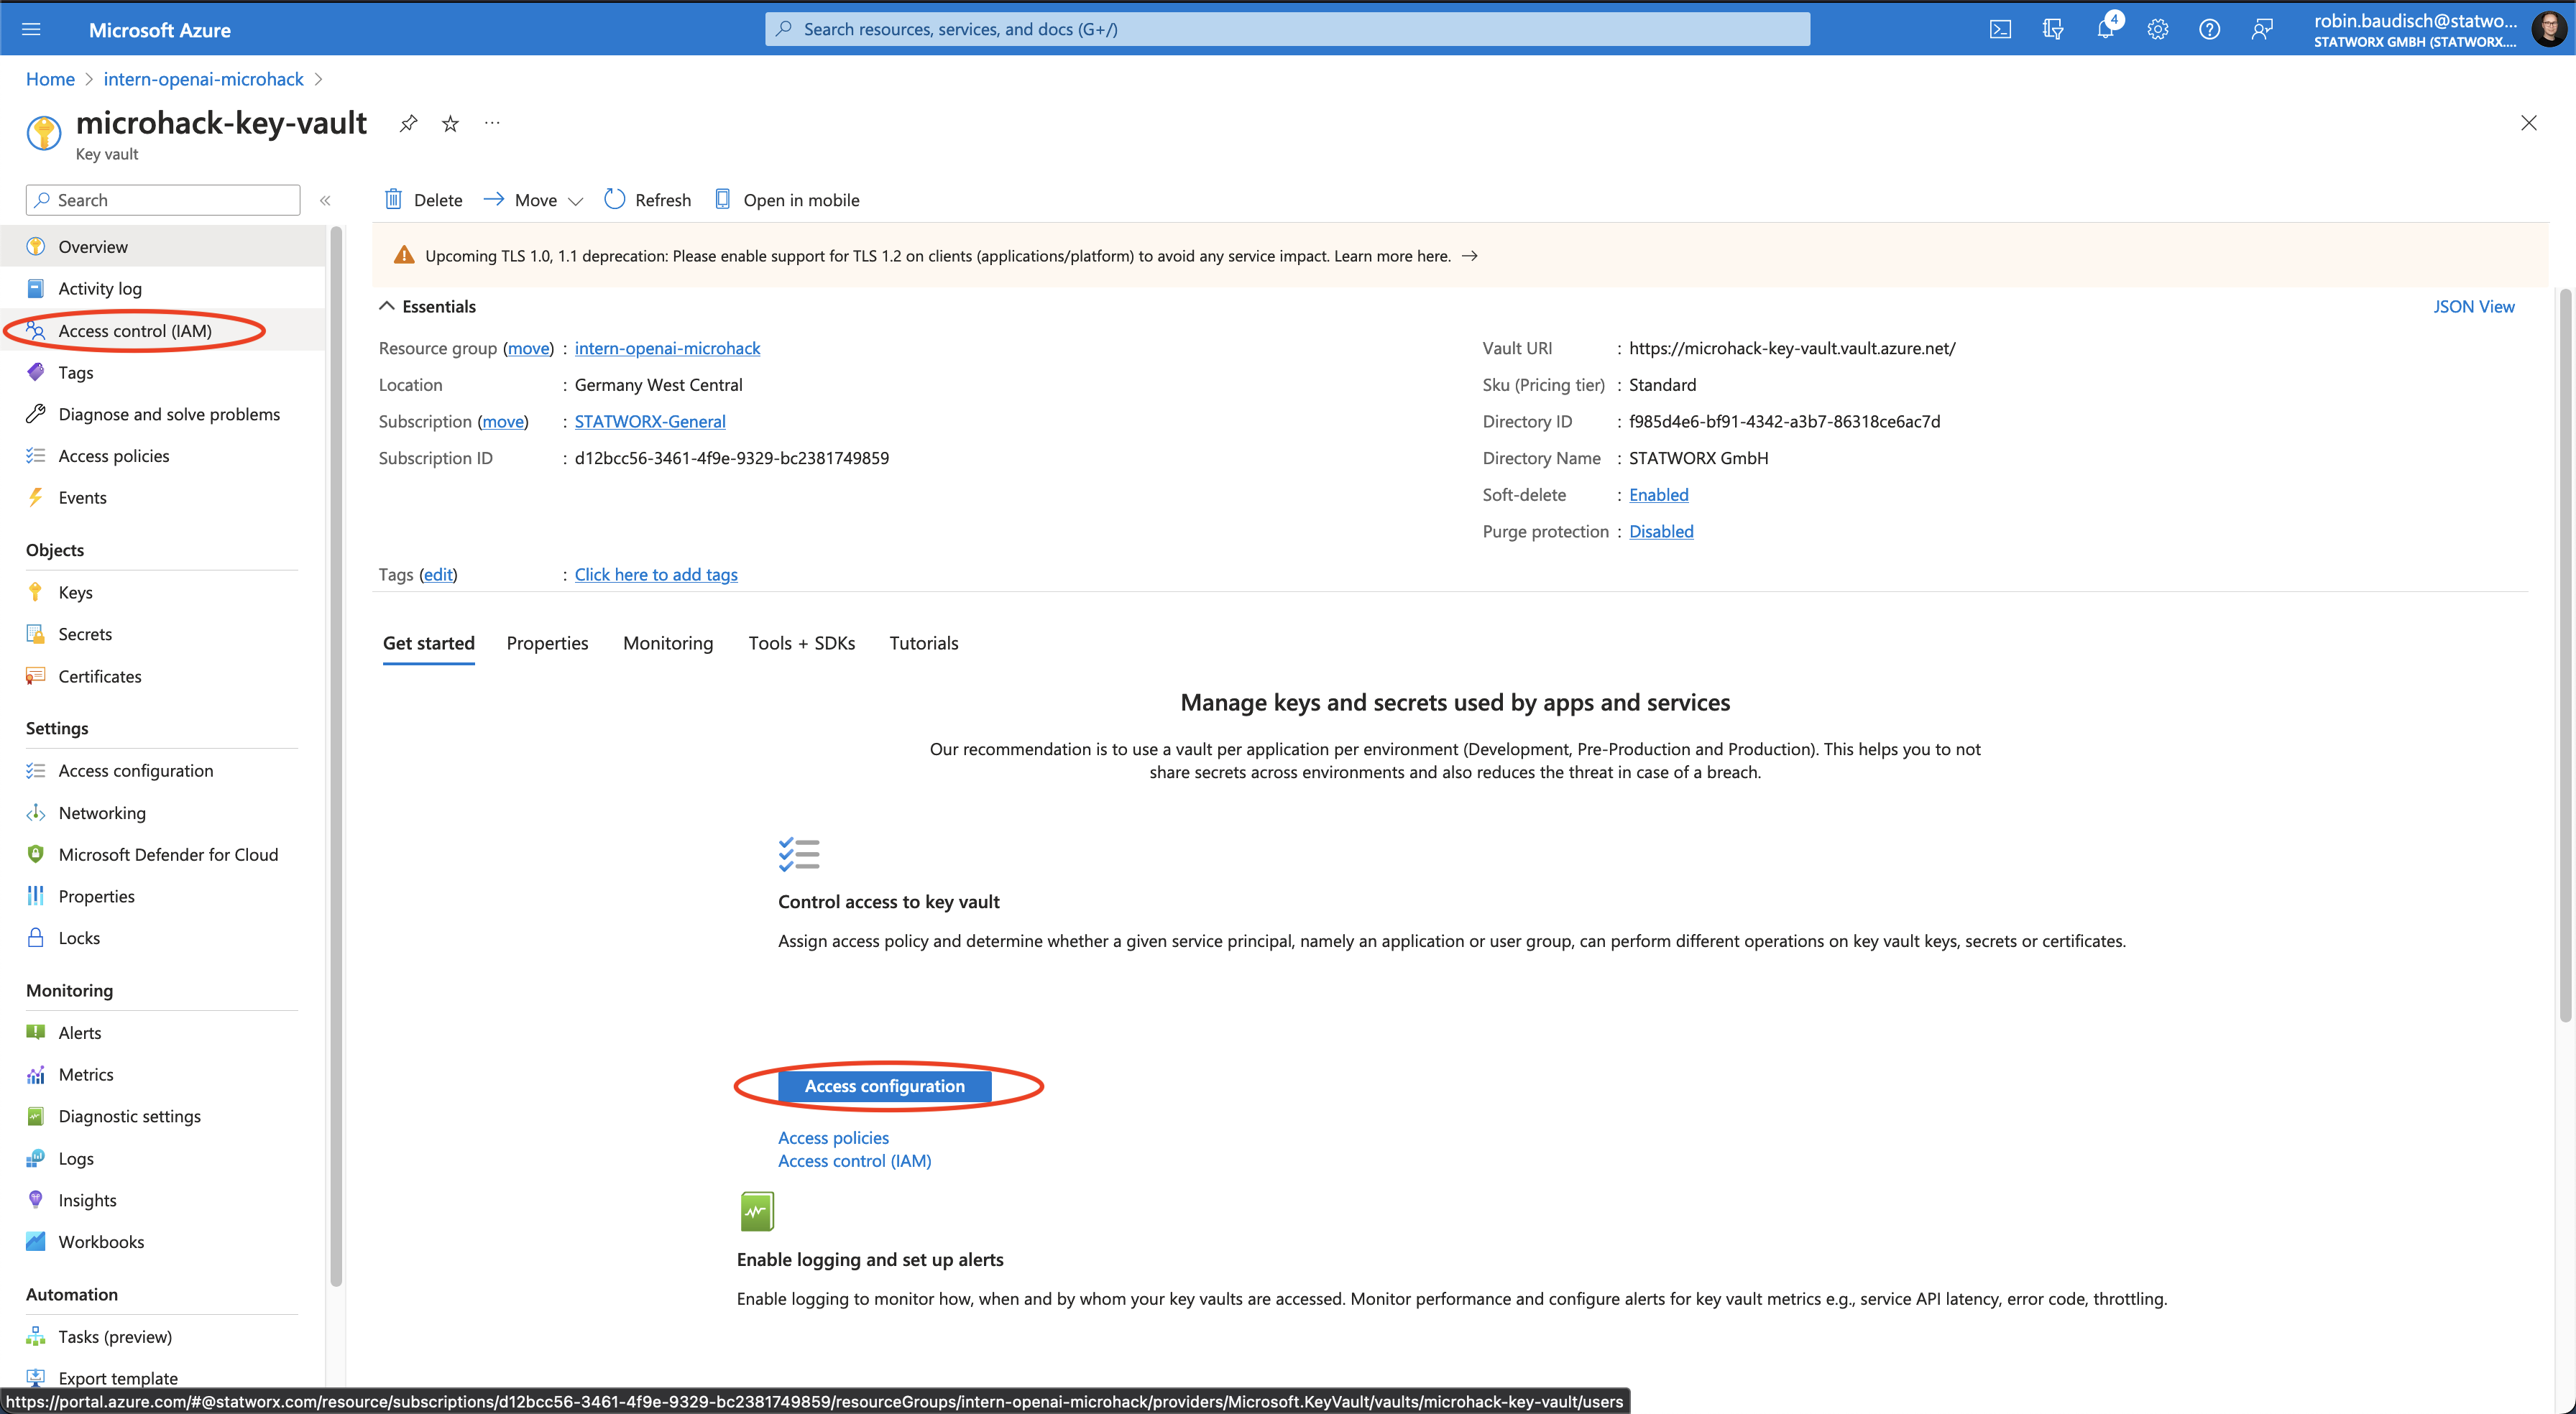 Microsoft Azure
Search resources, services, and docs (G+/)
4
robin.baudisch@statwo...
STATWORX GMBH (STATWORX....
Home > intern-openai-microhack >
microhack-key-vault
Key vault
Search
Delete Move Refresh Open in mobile
Overview
Activity log
Access control (IAM)
Tags
Diagnose and solve problems
Access policies
Events
Objects
Keys
Secrets
Certificates
Settings
Access configuration
Networking
Microsoft Defender for Cloud
Properties
Locks
Monitoring
Alerts
Metrics
Diagnostic settings
Logs
Insights
Workbooks
Automation
Tasks (preview)
Export template
Upcoming TLS 1.0, 1.1 deprecation: Please enable support for TLS 1.2 on clients (applications/platform) to avoid any service impact. Learn more here. →
Essentials
JSON View
Resource group (move) : intern-openai-microhack
Location : Germany West Central
Subscription (move) : STATWORX-General
Subscription ID : d12bcc56-3461-4f9e-9329-bc2381749859
Vault URI : https://microhack-key-vault.vault.azure.net/
Sku (Pricing tier) : Standard
Directory ID : f985d4e6-bf91-4342-a3b7-86318ce6ac7d
Directory Name : STATWORX GmbH
Soft-delete : Enabled
Purge protection : Disabled
Tags (edit) : Click here to add tags
Get started Properties Monitoring Tools + SDKs Tutorials
Manage keys and secrets used by apps and services
Our recommendation is to use a vault per application per environment (Development, Pre-Production and Production). This helps you to not
share secrets across environments and also reduces the threat in case of a breach.
Control access to key vault
Assign access policy and determine whether a given service principal, namely an application or user group, can perform different operations on key vault keys, secrets or certificates.
Access configuration
Access policies
Access control (IAM)
Enable logging and set up alerts
Enable logging to monitor how, when and by whom your key vaults are accessed. Monitor performance and configure alerts for key vault metrics e.g., service API latency, error code, throttling.
https://portal.azure.com/#@statworx.com/resource/subscriptions/d12bcc56-3461-4f9e-9329-bc2381749859/resourceGroups/intern-openai-microhack/providers/Microsoft.KeyVault/vaults/microhack-key-vault/users